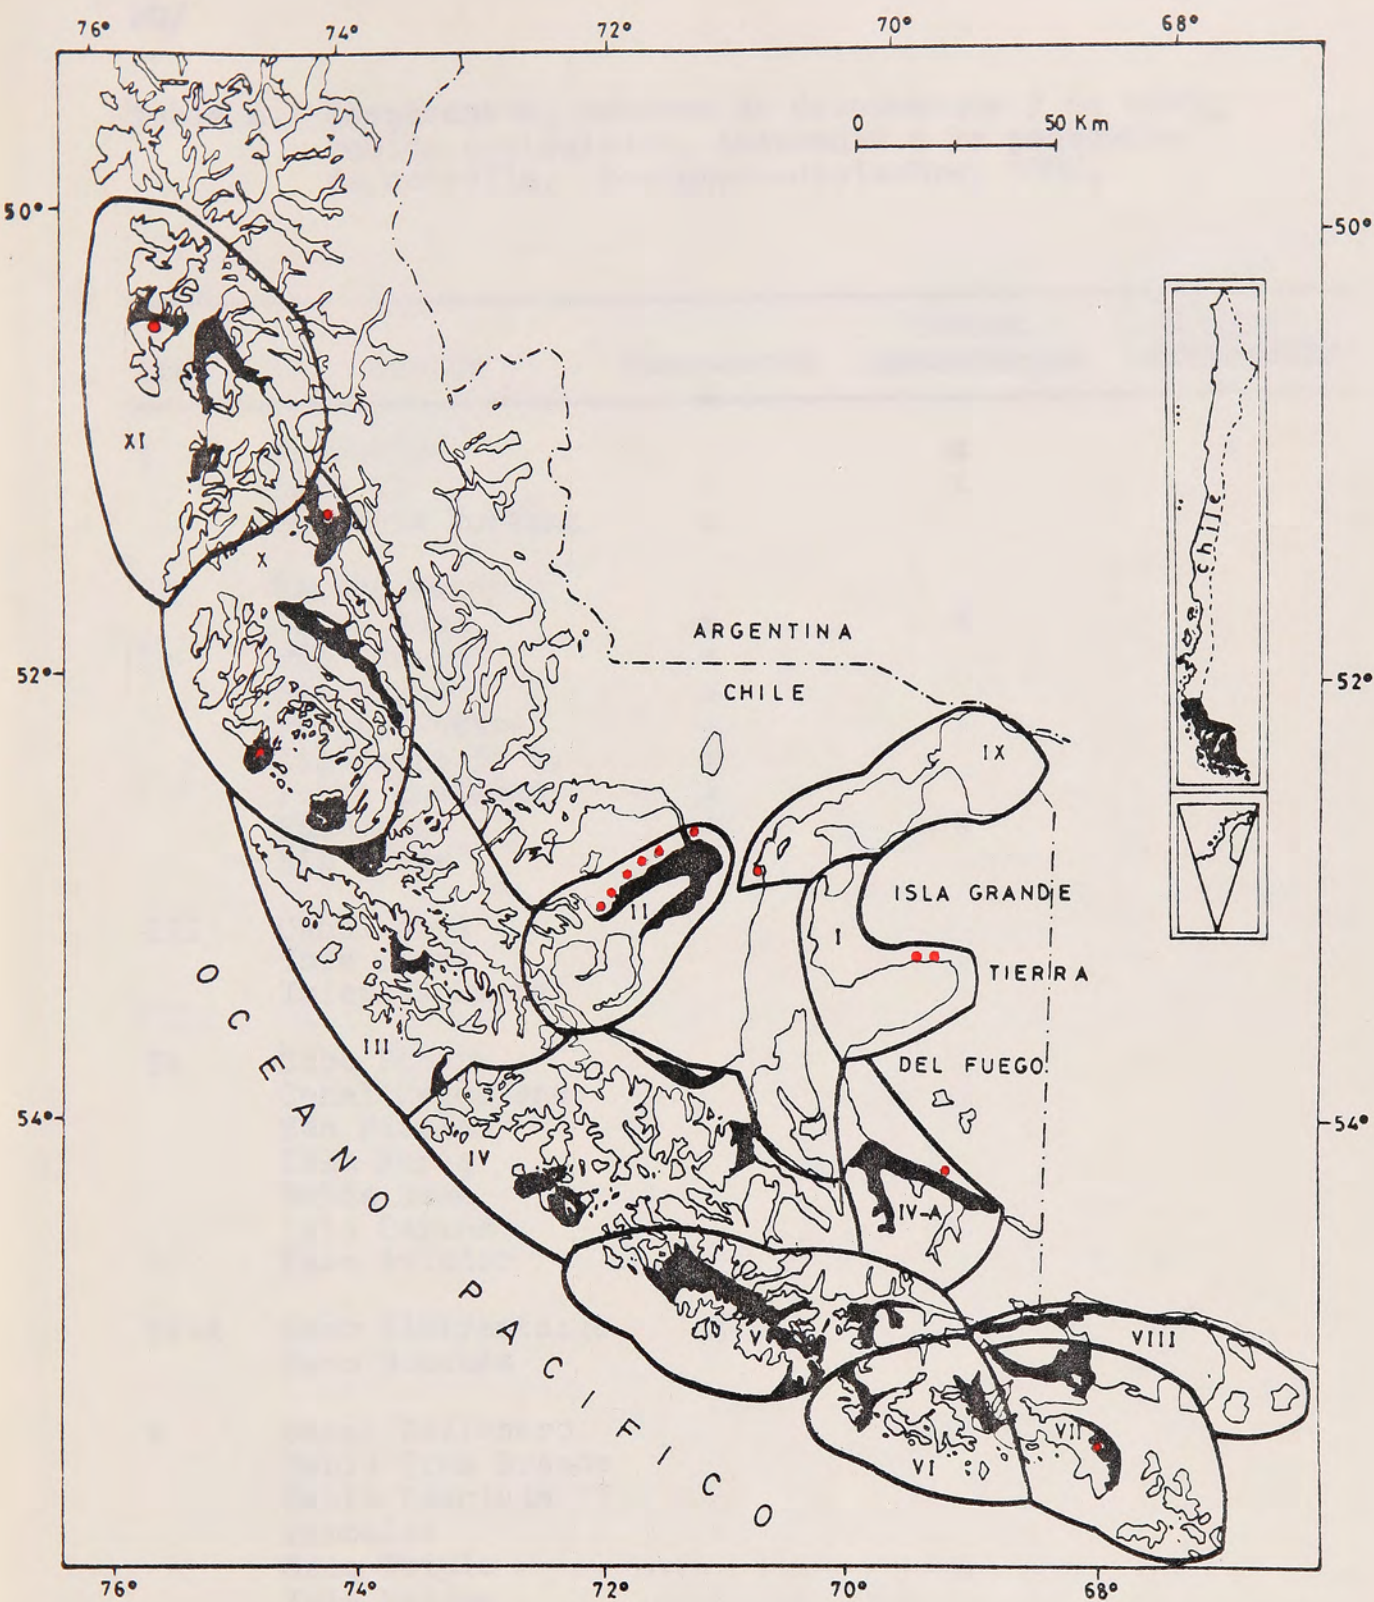 76° 74° 72° 70° 68°
0 50 Km
50° 50°
XI
chile
X
ARGENTINA
52° 52°
CHILE
IX
ISLA GRANDE
II
I
TIERRA
III
DEL FUEGO
54° 54°
IV
IV-A
OCEANO PACIFICO
V
VIII
VII
VI
76° 74° 72° 70° 68°